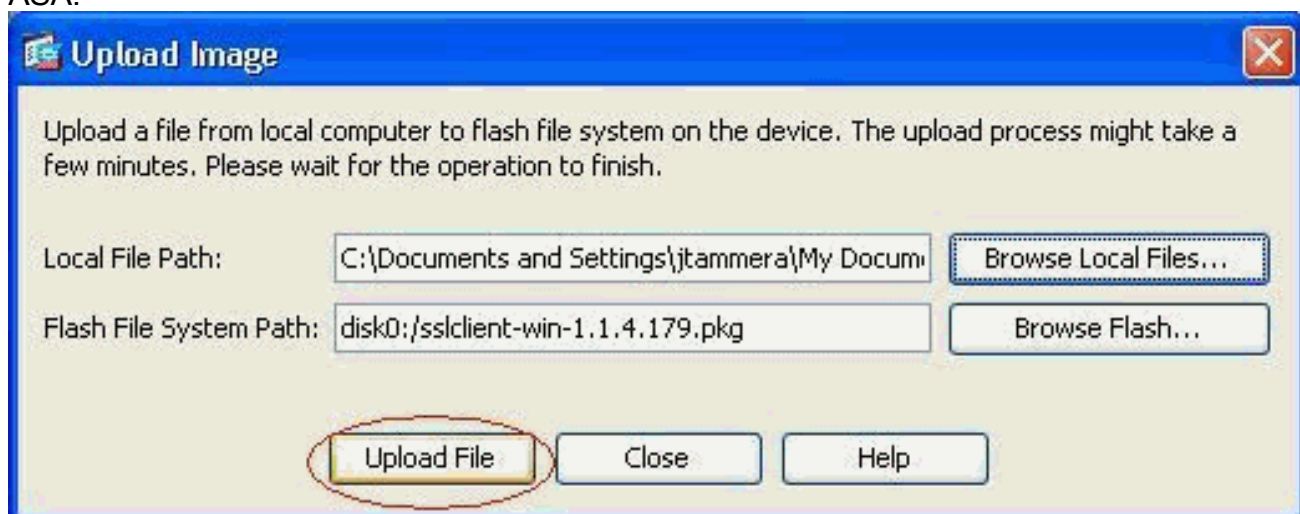 ASA.
Upload Image
Upload a file from local computer to flash file system on the device. The upload process might take a
few minutes. Please wait for the operation to finish.
Local File Path: C:\Documents and Settings\jtammera\My Docum Browse Local Files...
Flash File System Path: disk0:/sslclient-win-1.1.4.179.pkg Browse Flash...
Upload File Close Help